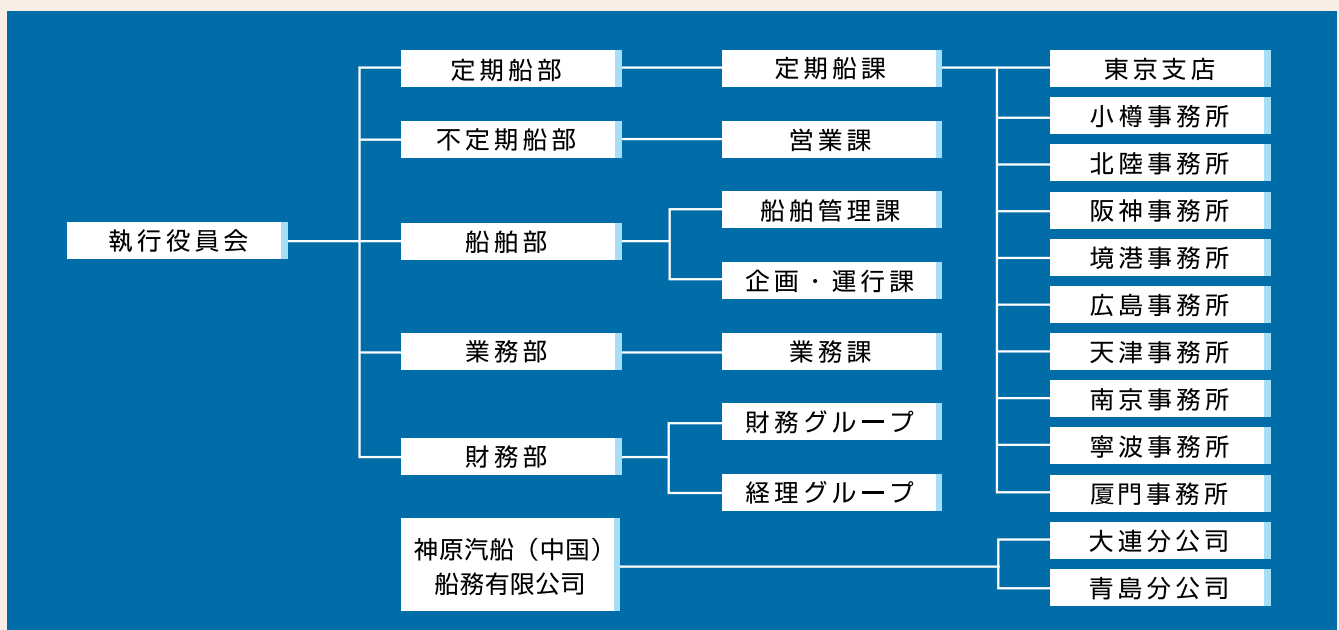 執行役員会
定期船部
不定期船部
船舶部
業務部
財務部
神原汽船（中国）
船務有限公司
定期船課
営業課
船舶管理課
企画・運行課
業務課
財務グループ
経理グループ
東京支店
小樽事務所
北陸事務所
阪神事務所
境港事務所
広島事務所
天津事務所
南京事務所
寧波事務所
厦門事務所
大連分公司
青島分公司